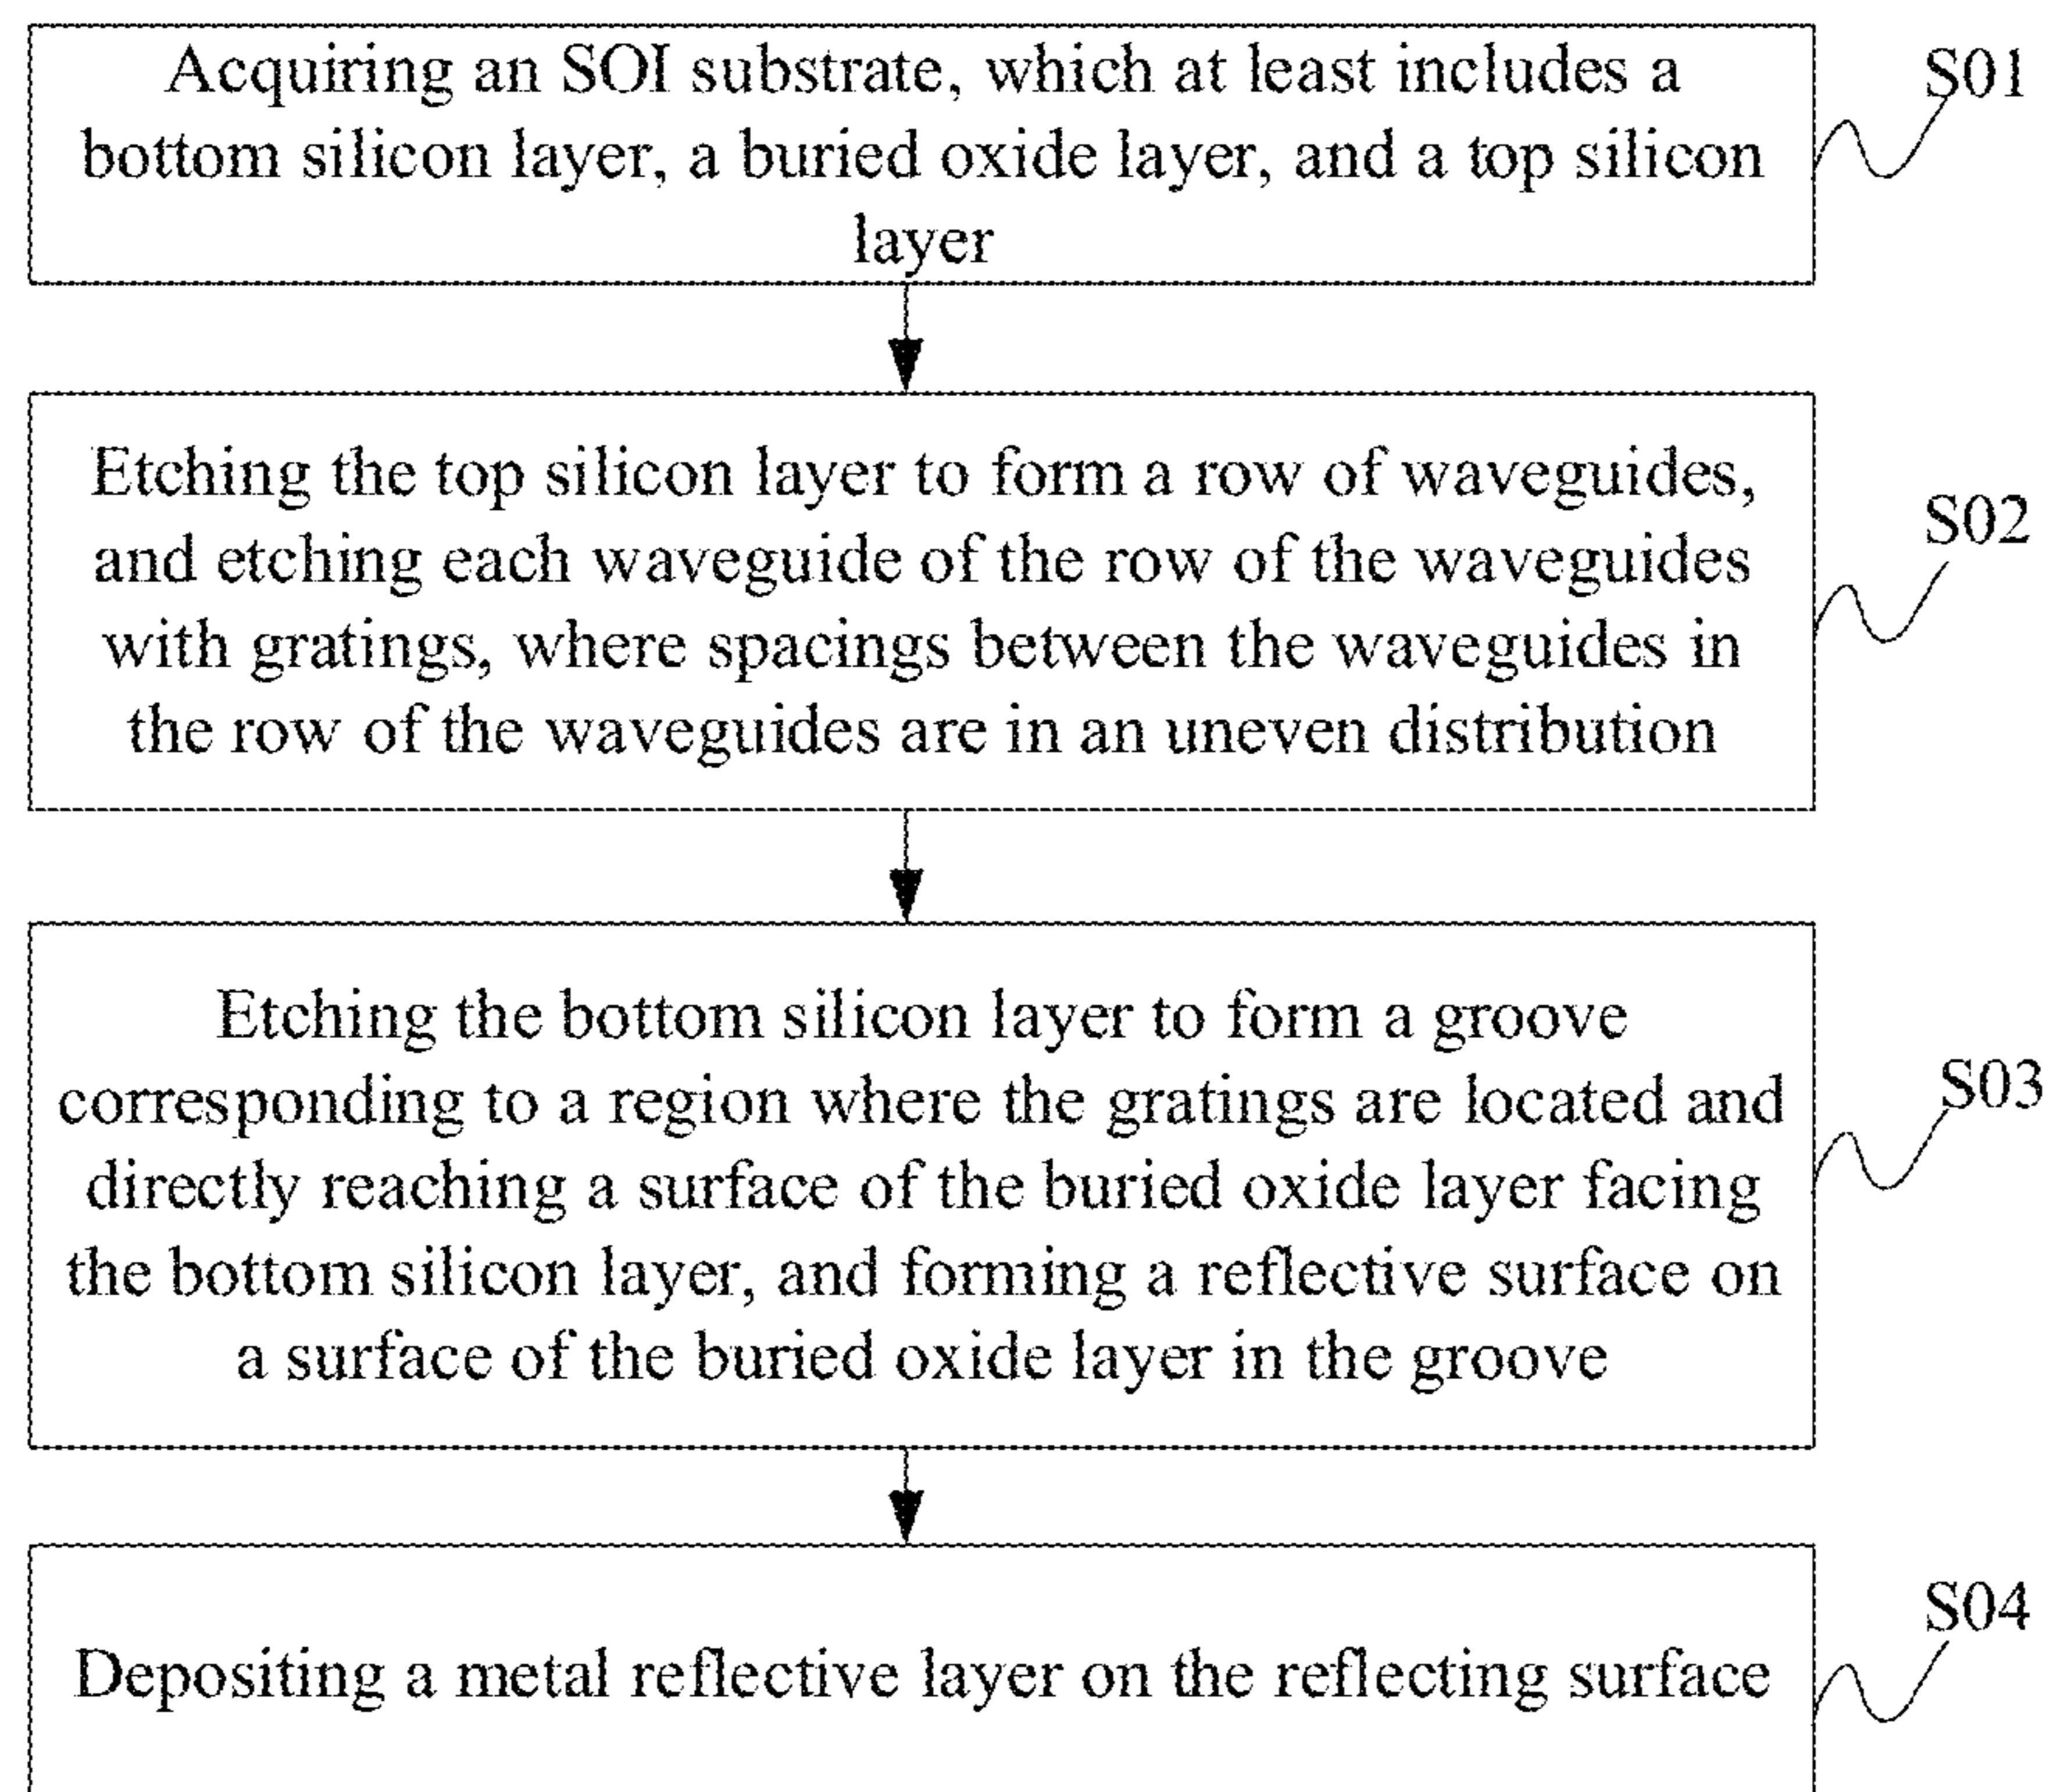 Acquiring an SOI substrate, which at least includes a
bottom silicon layer, a buried oxide layer, and a top silicon
layer
S01
Etching the top silicon layer to form a row of waveguides,
and etching each waveguide of the row of the waveguides
with gratings, where spacings between the waveguides in
the row of the waveguides are in an uneven distribution
S02
Etching the bottom silicon layer to form a groove
corresponding to a region where the gratings are located and
directly reaching a surface of the buried oxide layer facing
the bottom silicon layer, and forming a reflective surface on
a surface of the buried oxide layer in the groove
S03
Depositing a metal reflective layer on the reflecting surface
S04